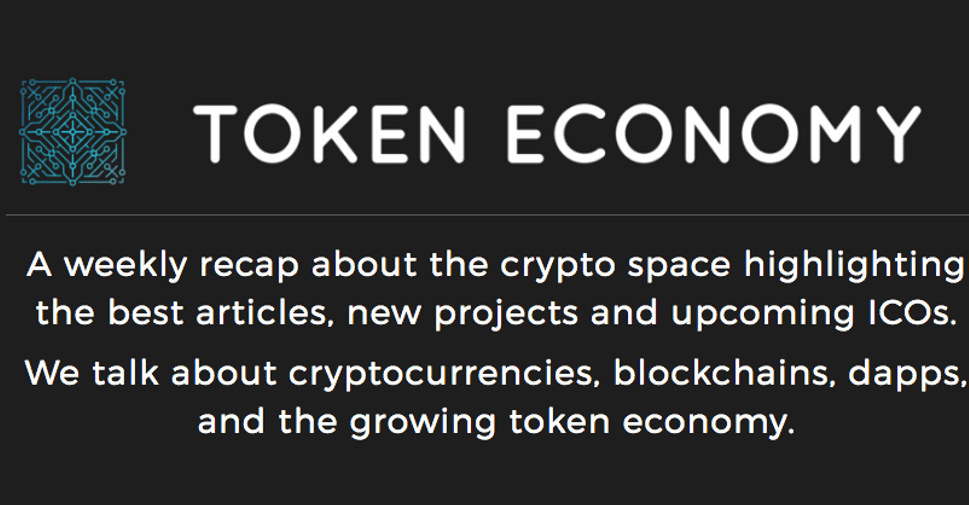 TOKEN ECONOMY
A weekly recap about the crypto space highlighting
the best articles, new projects and upcoming ICOs.
We talk about cryptocurrencies, blockchains, dapps,
and the growing token economy.